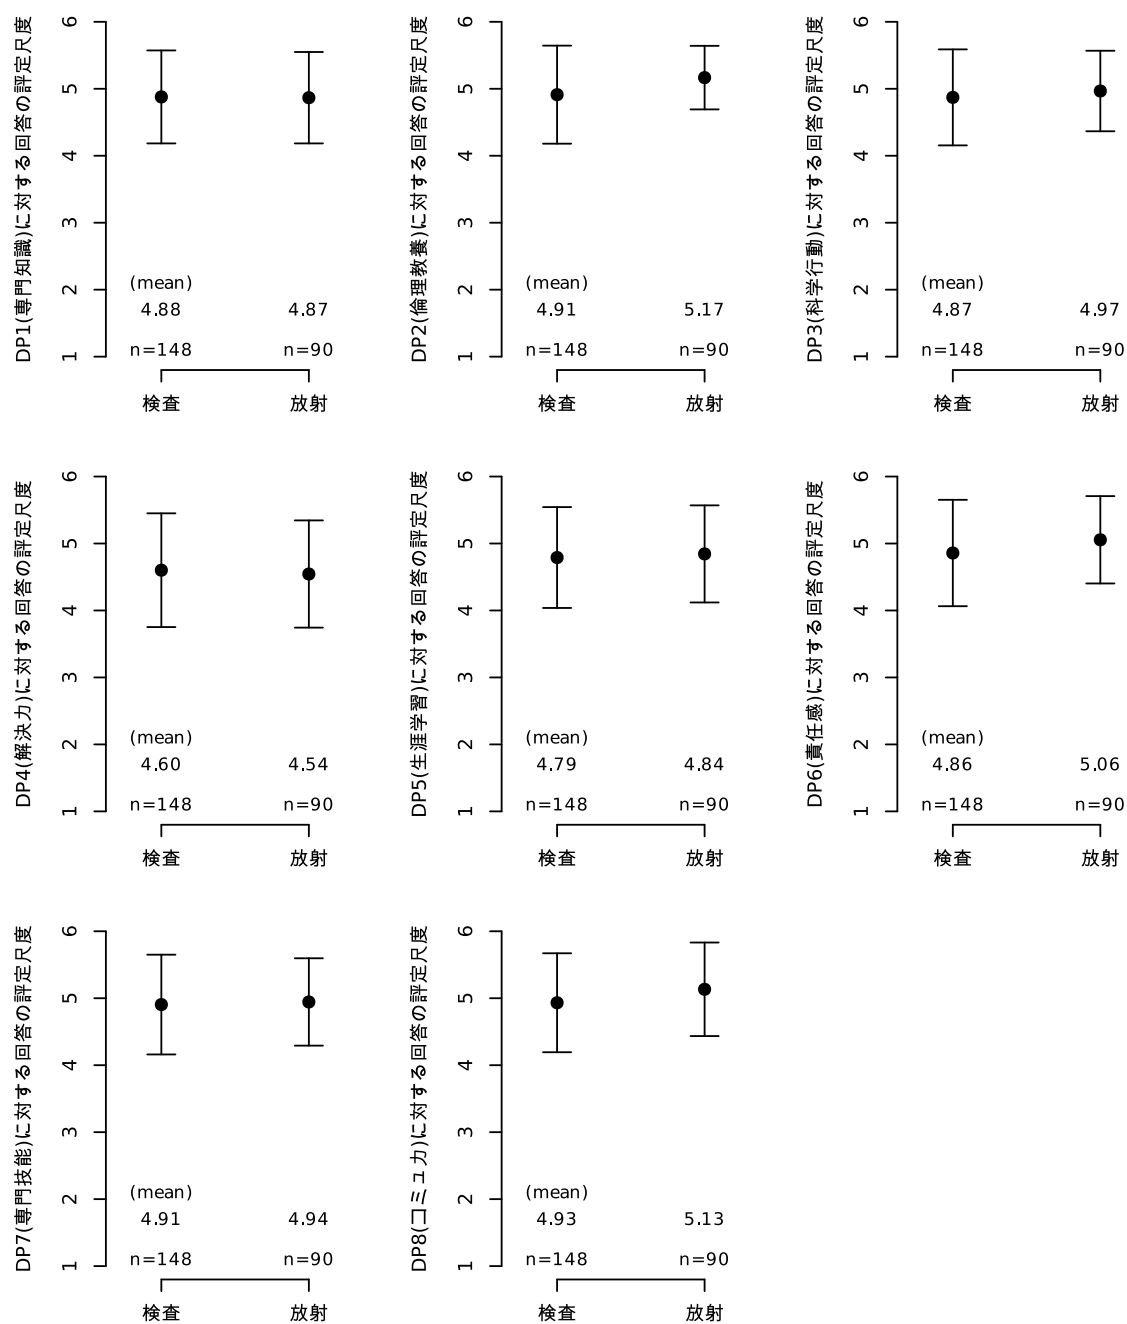 DP1(専門知識)に対する回答の評定尺度
6
5
4
3
2
1
(mean)
4.88 4.87
n=148 n=90
検査 放射
DP2(倫理教養)に対する回答の評定尺度
6
5
4
3
2
1
(mean)
4.91 5.17
n=148 n=90
検査 放射
DP3(科学行動)に対する回答の評定尺度
6
5
4
3
2
1
(mean)
4.87 4.97
n=148 n=90
検査 放射
DP4(解決力)に対する回答の評定尺度
6
5
4
3
2
1
(mean)
4.60 4.54
n=148 n=90
検査 放射
DP5(生涯学習)に対する回答の評定尺度
6
5
4
3
2
1
(mean)
4.79 4.84
n=148 n=90
検査 放射
DP6(責任感)に対する回答の評定尺度
6
5
4
3
2
1
(mean)
4.86 5.06
n=148 n=90
検査 放射
DP7(専門技能)に対する回答の評定尺度
6
5
4
3
2
1
(mean)
4.91 4.94
n=148 n=90
検査 放射
DP8(コミュ力)に対する回答の評定尺度
6
5
4
3
2
1
(mean)
4.93 5.13
n=148 n=90
検査 放射